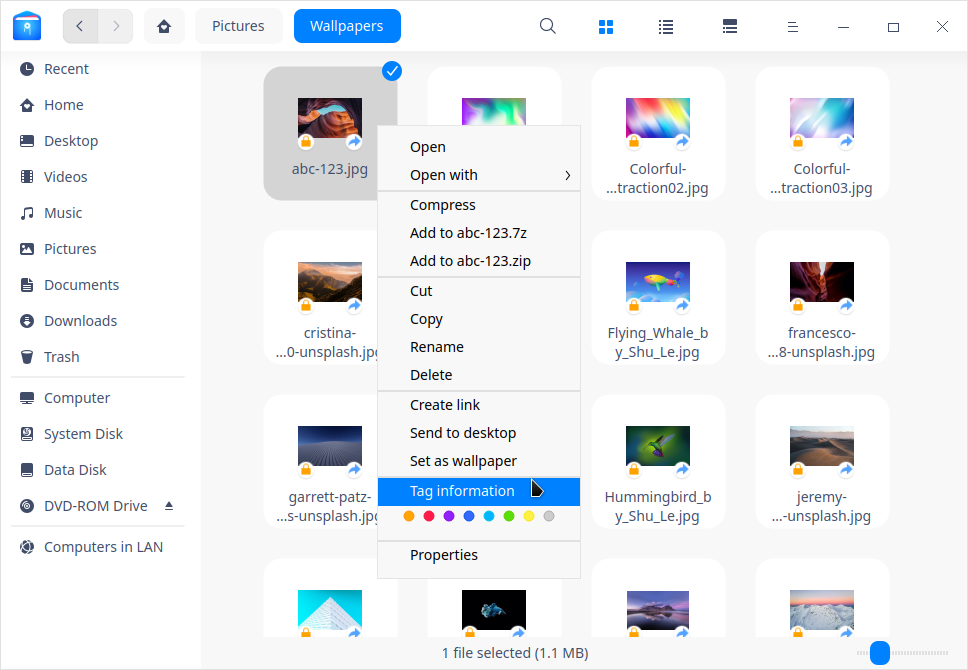 Pictures
Wallpapers
Recent
Home
Desktop
Videos
Music
Pictures
Documents
Downloads
Trash
Computer
System Disk
Data Disk
DVD-ROM Drive
Computers in LAN
abc-123.jpg
Colorful-
...traction02.jpg
Colorful-
...traction03.jpg
cristina-
...0-unsplash.jpg
Flying_Whale_b
y_Shu_Le.jpg
francesco-
...8-unsplash.jpg
garrett-patz-
...s-unsplash.jpg
Hummingbird_b
y_Shu_Le.jpg
jeremy-
...-unsplash.jpg
Open
Open with
Compress
Add to abc-123.7z
Add to abc-123.zip
Cut
Copy
Rename
Delete
Create link
Send to desktop
Set as wallpaper
Tag information
Properties
1 file selected (1.1 MB)